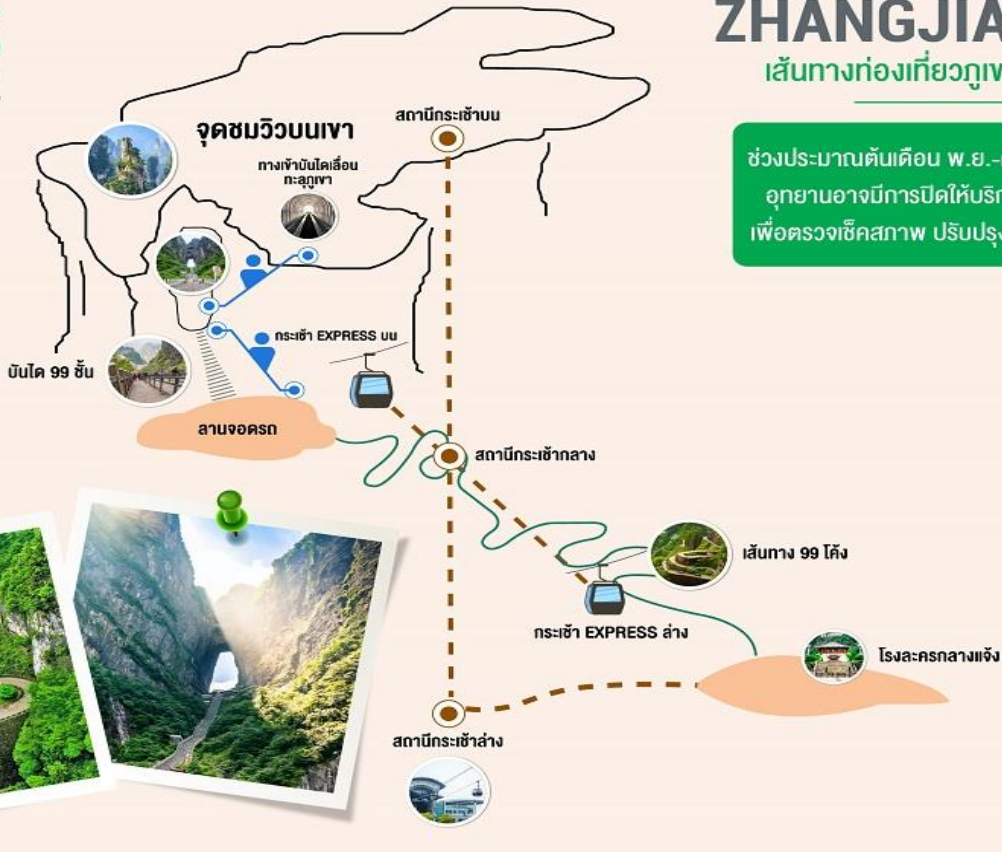 ZHANGJIA
เส้นทางท่องเที่ยวภูเข
ช่วงประมาณต้นเดือน พ.ย.-
อุทยานอาจมีการปิดให้บริก
เพื่อตรวจเช็คสภาพ ปรับปรุง
สถานีกระเช้าบน
จุดชมวิวบนเขา
ทางเข้าบันไดเลื่อน
ทะลุภูเขา
กระเช้า EXPRESS บน
บันได 99 ชั้น
ลานจอดรถ
สถานีกระเช้ากลาง
เส้นทาง 99 โค้ง
กระเช้า EXPRESS ล่าง
โรงละครกลางแจ้ง
สถานีกระเช้าล่าง